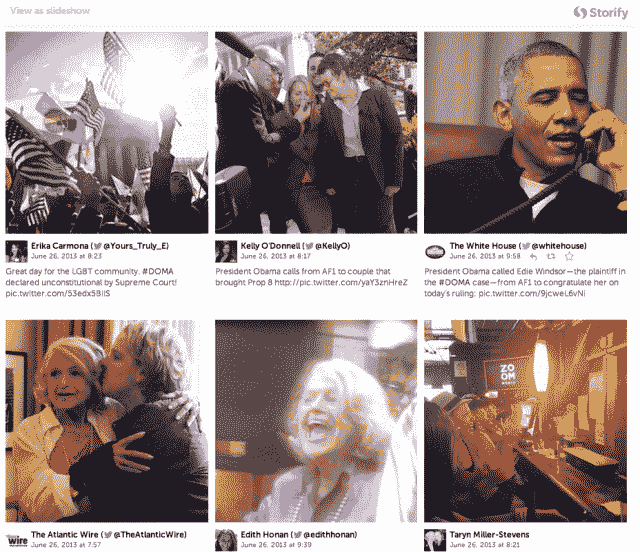 View as slideshow
Storify
Erika Carmona (@Yours_Truly_E)
June 26, 2013 at 8:23
Great day for the LGBT community. #DOMA
declared unconstitutional by Supreme Court!
pic.twitter.com/53edx5BIlS
Kelly O'Donnell (@KellyO)
June 26, 2013 at 8:17
President Obama calls from AF1 to couple that
brought Prop 8 http://pic.twitter.com/yaY3znHreZ
The White House (@whitehouse)
June 26, 2013 at 9:58
President Obama called Edie Windsor—the plaintiff in
the #DOMA case—from AF1 to congratulate her on
today's ruling: pic.twitter.com/9jcweL6vNi
ZO
OM
wire
The Atlantic Wire (@TheAtlanticWire)
June 26, 2013 at 7:57
Edith Honan (@edithhonan)
June 26, 2013 at 9:39
Taryn Miller-Stevens
June 26, 2013 at 8:21